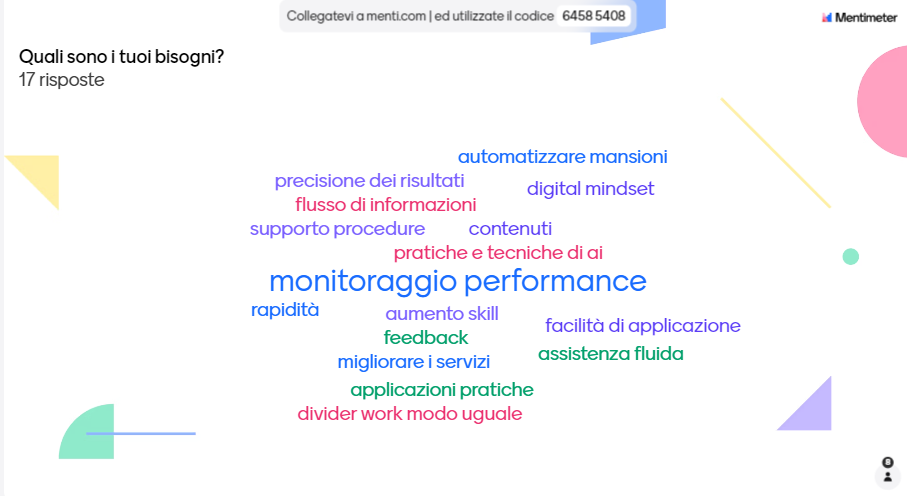 Collegatevi a menti.com | ed utilizzate il codice 6458 5408
Mentimeter
Quali sono i tuoi bisogni?
17 risposte
automatizzare mansioni
precisione dei risultati
digital mindset
flusso di informazioni
supporto procedure
contenuti
pratiche e tecniche di ai
monitoraggio performance
rapidità
aumento skill
facilità di applicazione
feedback
assistenza fluida
migliorare i servizi
applicazioni pratiche
divider work modo uguale